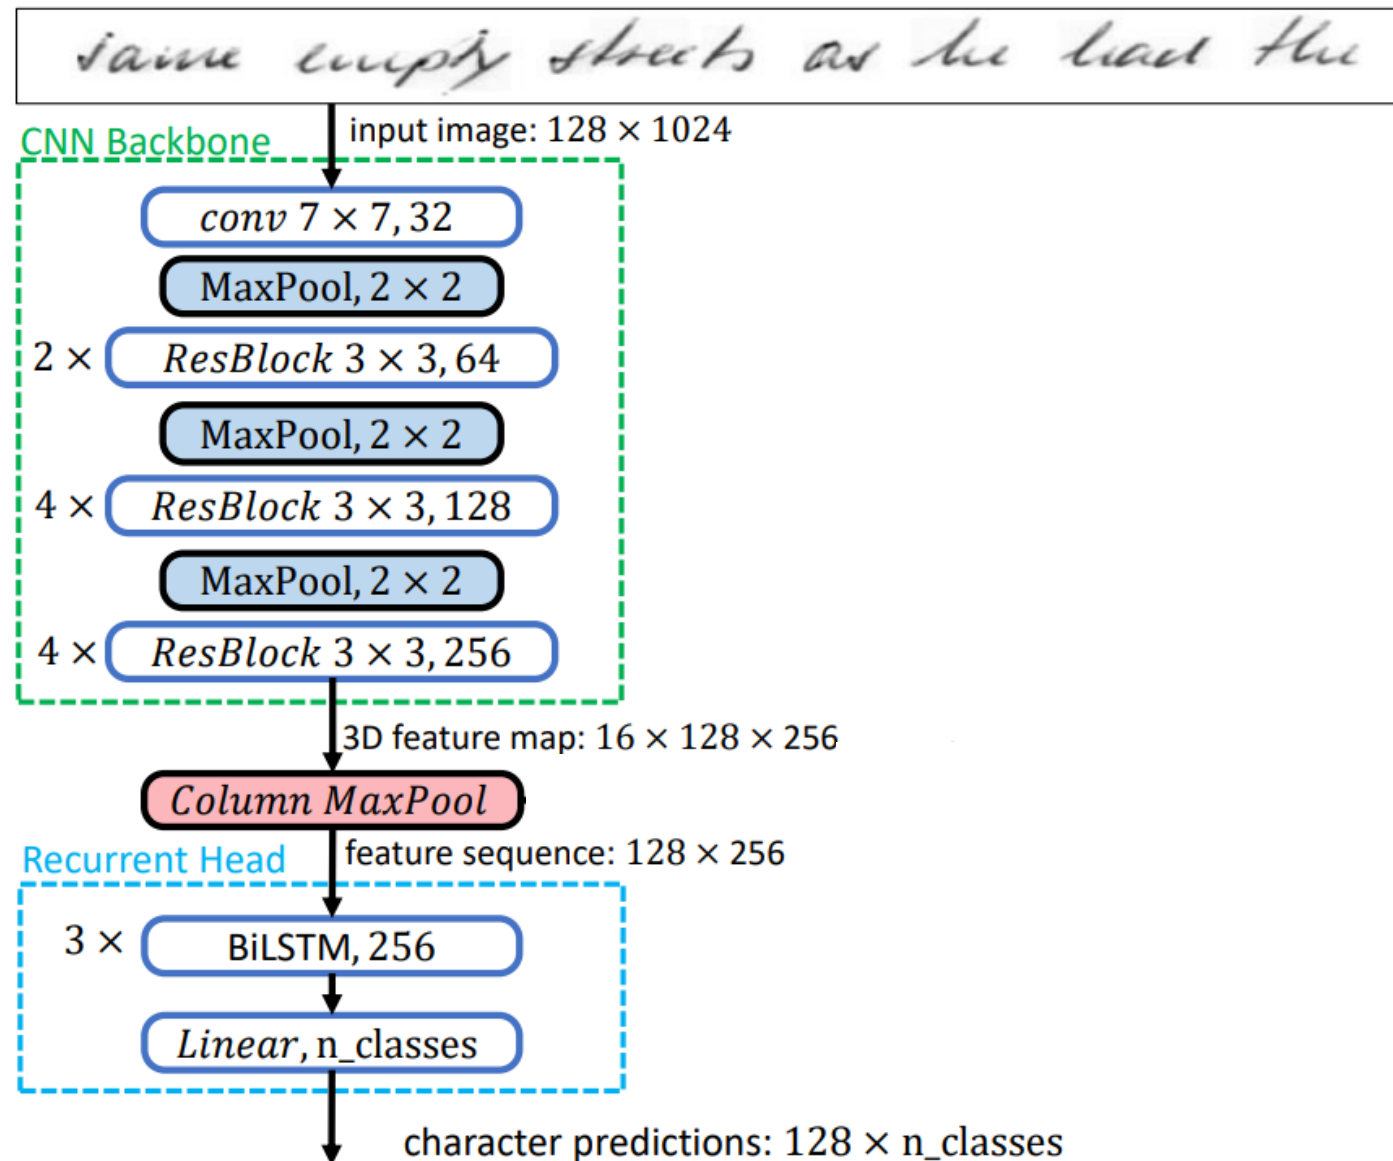 same empty streets as he had the
input image: 128 × 1024
CNN Backbone
conv 7 × 7, 32
MaxPool, 2 × 2
2 × ResBlock 3 × 3, 64
MaxPool, 2 × 2
4 × ResBlock 3 × 3, 128
MaxPool, 2 × 2
4 × ResBlock 3 × 3, 256
3D feature map: 16 × 128 × 256
Column MaxPool
feature sequence: 128 × 256
Recurrent Head
3 × BiLSTM, 256
Linear, n_classes
character predictions: 128 × n_classes